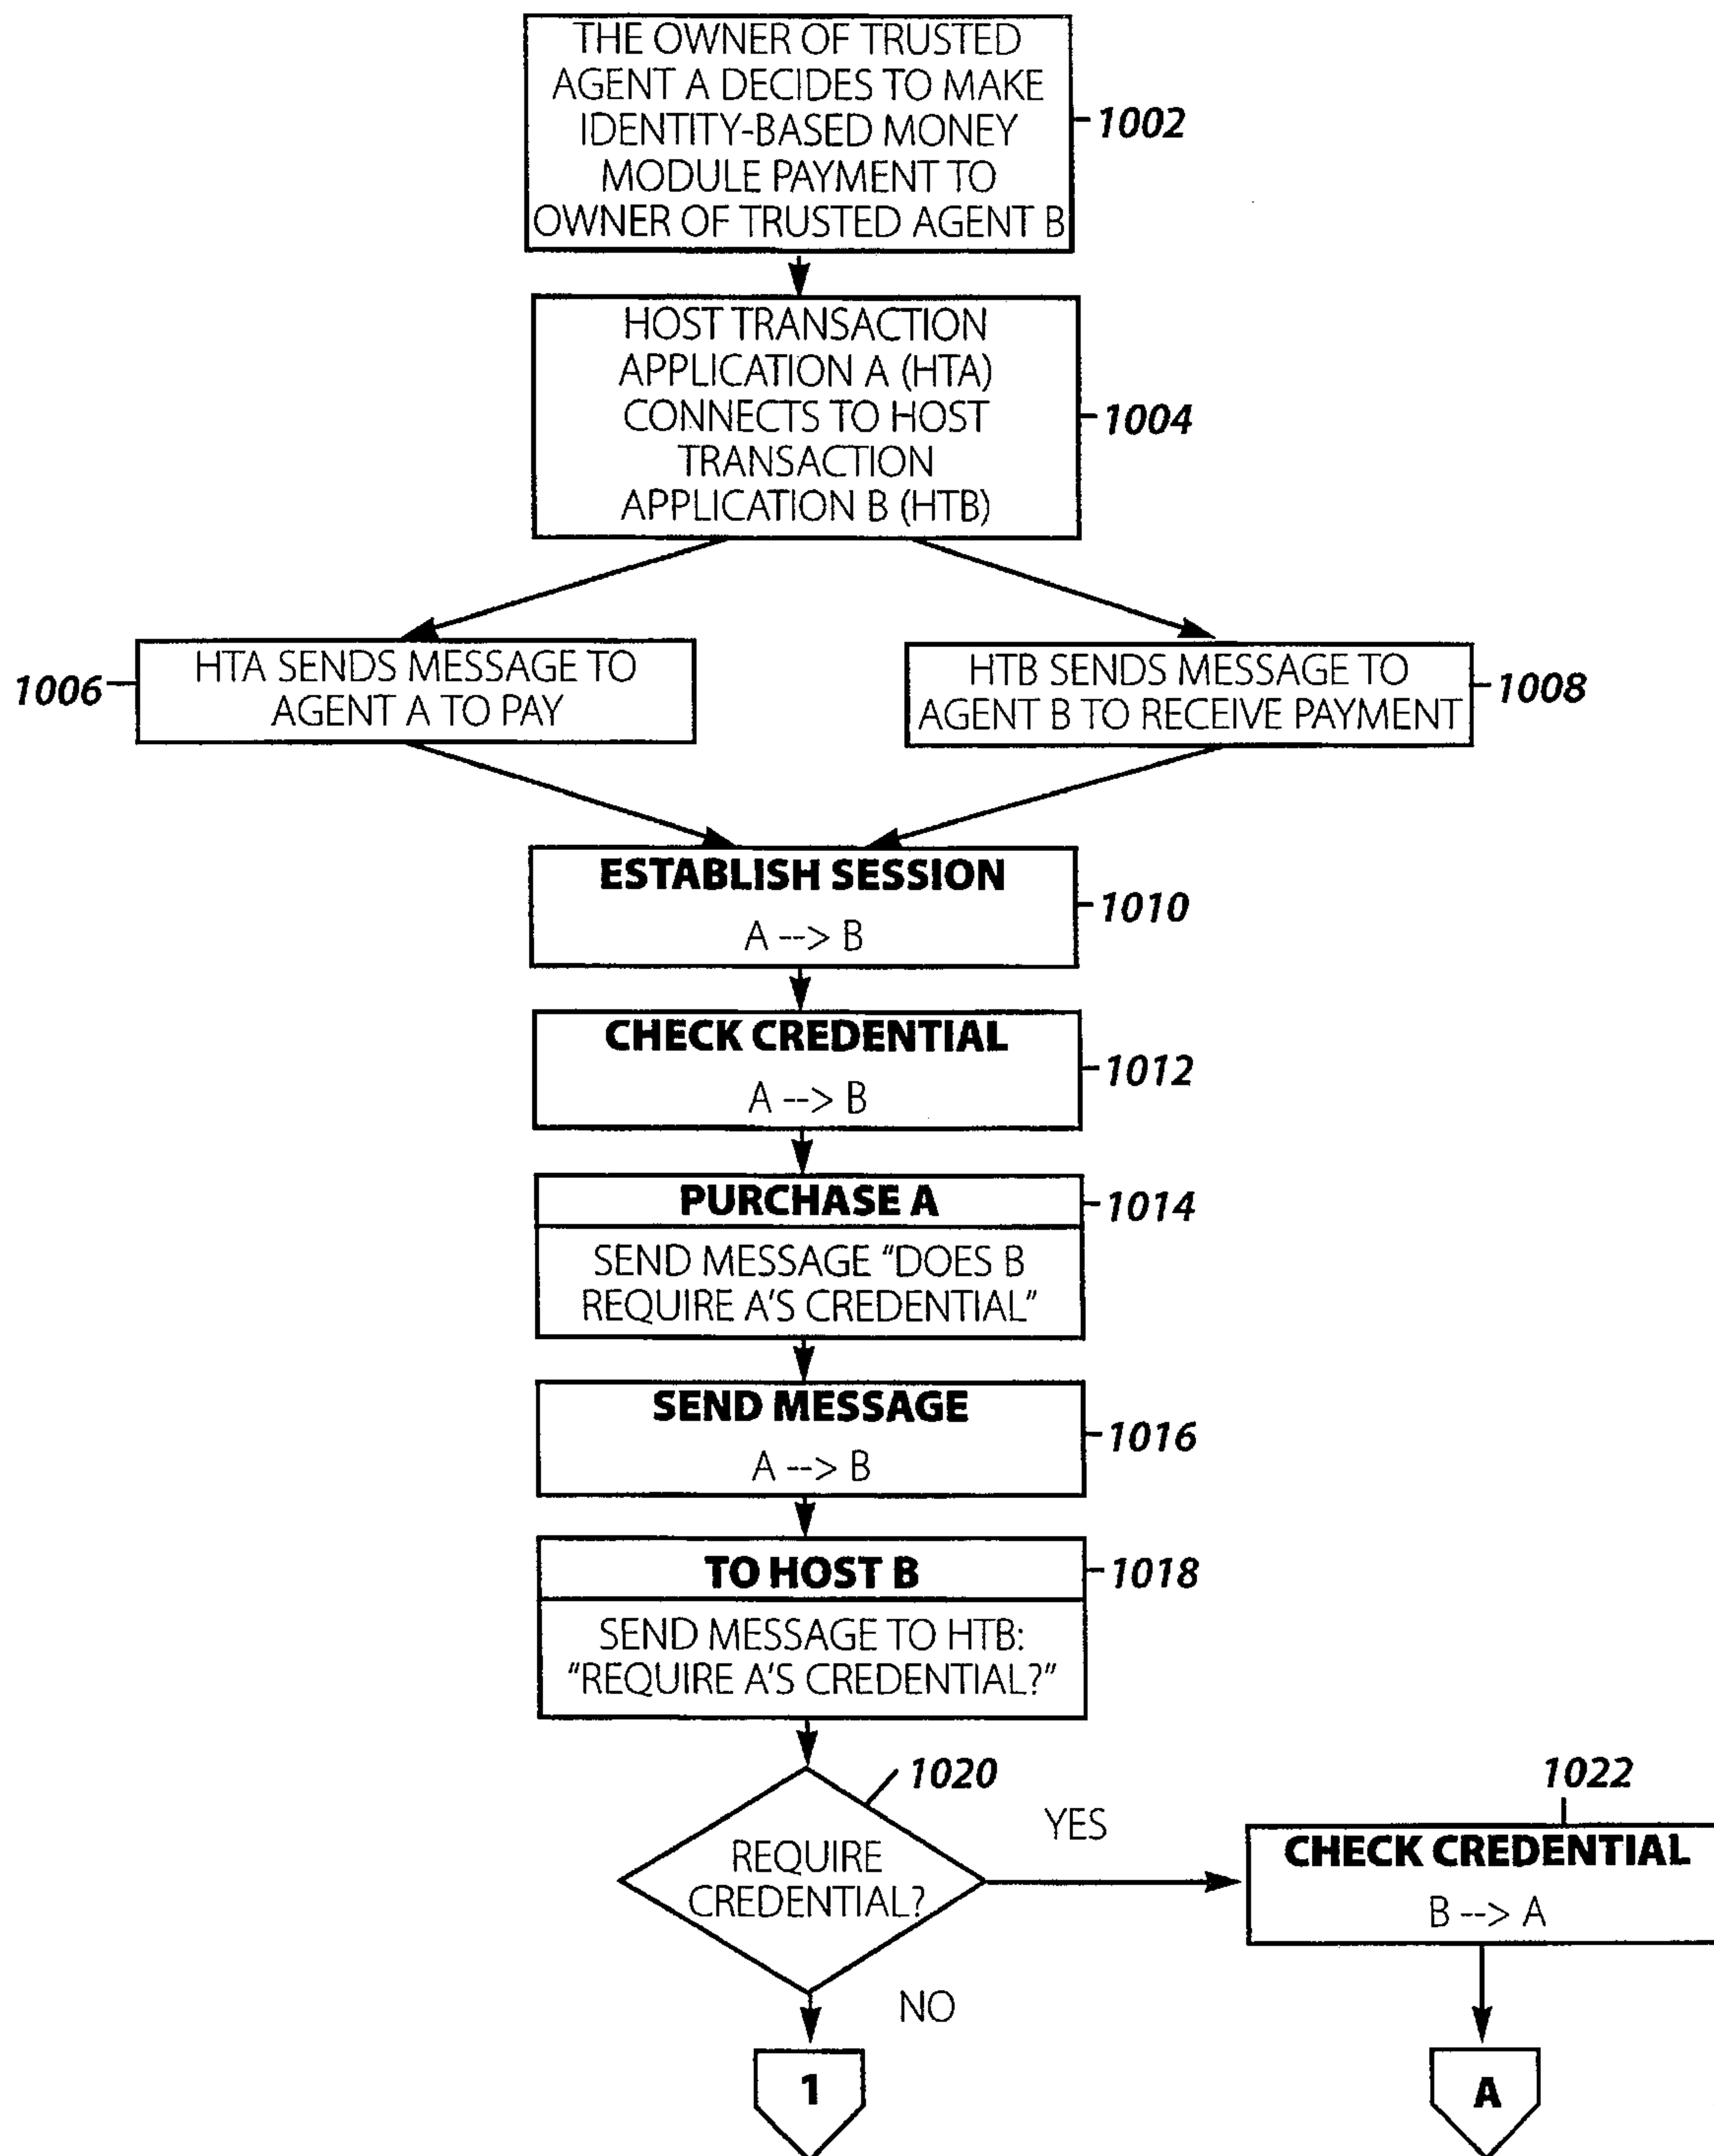 THE OWNER OF TRUSTED
AGENT A DECIDES TO MAKE
IDENTITY-BASED MONEY
MODULE PAYMENT TO
OWNER OF TRUSTED AGENT B
1002
HOST TRANSACTION
APPLICATION A (HTA)
CONNECTS TO HOST
TRANSACTION
APPLICATION B (HTB)
1004
1006
HTA SENDS MESSAGE TO
AGENT A TO PAY
HTB SENDS MESSAGE TO
AGENT B TO RECEIVE PAYMENT
1008
ESTABLISH SESSION
A --> B
1010
CHECK CREDENTIAL
A --> B
1012
PURCHASE A
1014
SEND MESSAGE "DOES B
REQUIRE A'S CREDENTIAL"
SEND MESSAGE
A --> B
1016
TO HOST B
1018
SEND MESSAGE TO HTB:
"REQUIRE A'S CREDENTIAL?"
1020
REQUIRE
CREDENTIAL?
YES
1022
CHECK CREDENTIAL
B --> A
NO
1
A